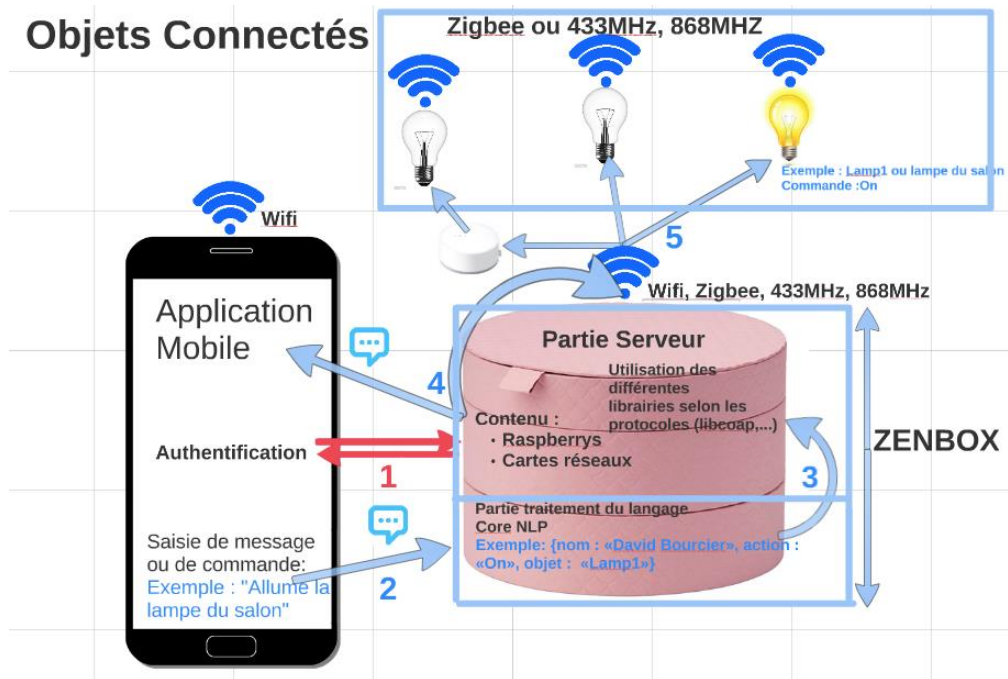 Objets Connectés
Zigbee ou 433MHz, 868MHZ
Exemple : Lamp1 ou lampe du salon
Commande :On
Wifi
5
Wifi, Zigbee, 433MHz, 868MHz
Application
Mobile
4
Partie Serveur
Utilisation des
différentes
librairies selon les
protocoles (libcoap,...)
Contenu :
• Raspberrys
• Cartes réseaux
ZENBOX
Authentification
1
3
Partie traitement du langage
Core NLP
Exemple: {nom : «David Bourcier», action :
«On», objet : «Lamp1»}
Saisie de message
ou de commande:
Exemple : "Allume la
lampe du salon"
2